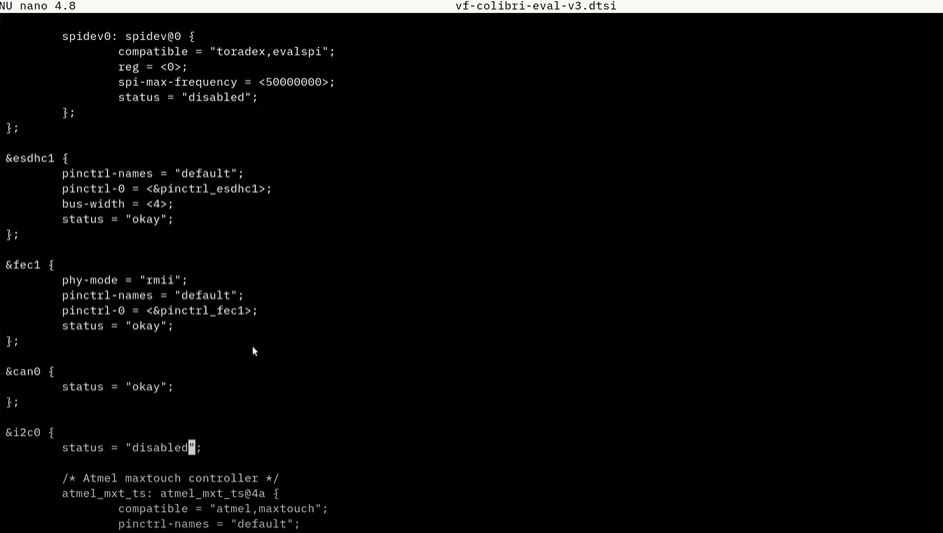 NU nano 4.8 vf-colibri-eval-v3.dtsi
spidev0: spidev@0 {
compatible = "toradex,evalspi";
reg = <0>;
spi-max-frequency = <50000000>;
status = "disabled";
};
};
&esdhc1 {
pinctrl-names = "default";
pinctrl-0 = <&pinctrl_esdhc1>;
bus-width = <4>;
status = "okay";
};
&fec1 {
phy-mode = "rmii";
pinctrl-names = "default";
pinctrl-0 = <&pinctrl_fec1>;
status = "okay";
};
&can0 {
status = "okay";
};
&i2c0 {
status = "disabled";
/* Atmel maxtouch controller */
atmel_mxt_ts: atmel_mxt_ts@4a {
compatible = "atmel,maxtouch";
pinctrl-names = "default";